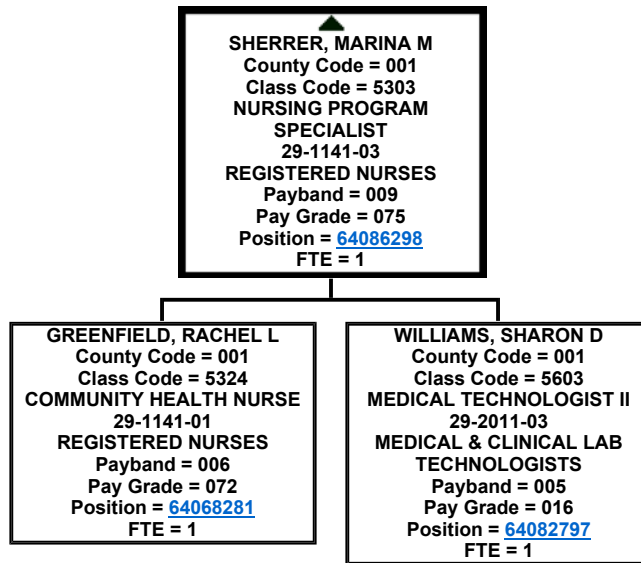 SHERRER, MARINA M
County Code = 001
Class Code = 5303
NURSING PROGRAM
SPECIALIST
29-1141-03
REGISTERED NURSES
Payband = 009
Pay Grade = 075
Position = 64086298
FTE = 1
GREENFIELD, RACHEL L
County Code = 001
Class Code = 5324
COMMUNITY HEALTH NURSE
29-1141-01
REGISTERED NURSES
Payband = 006
Pay Grade = 072
Position = 64068281
FTE = 1
WILLIAMS, SHARON D
County Code = 001
Class Code = 5603
MEDICAL TECHNOLOGIST II
29-2011-03
MEDICAL & CLINICAL LAB
TECHNOLOGISTS
Payband = 005
Pay Grade = 016
Position = 64082797
FTE = 1